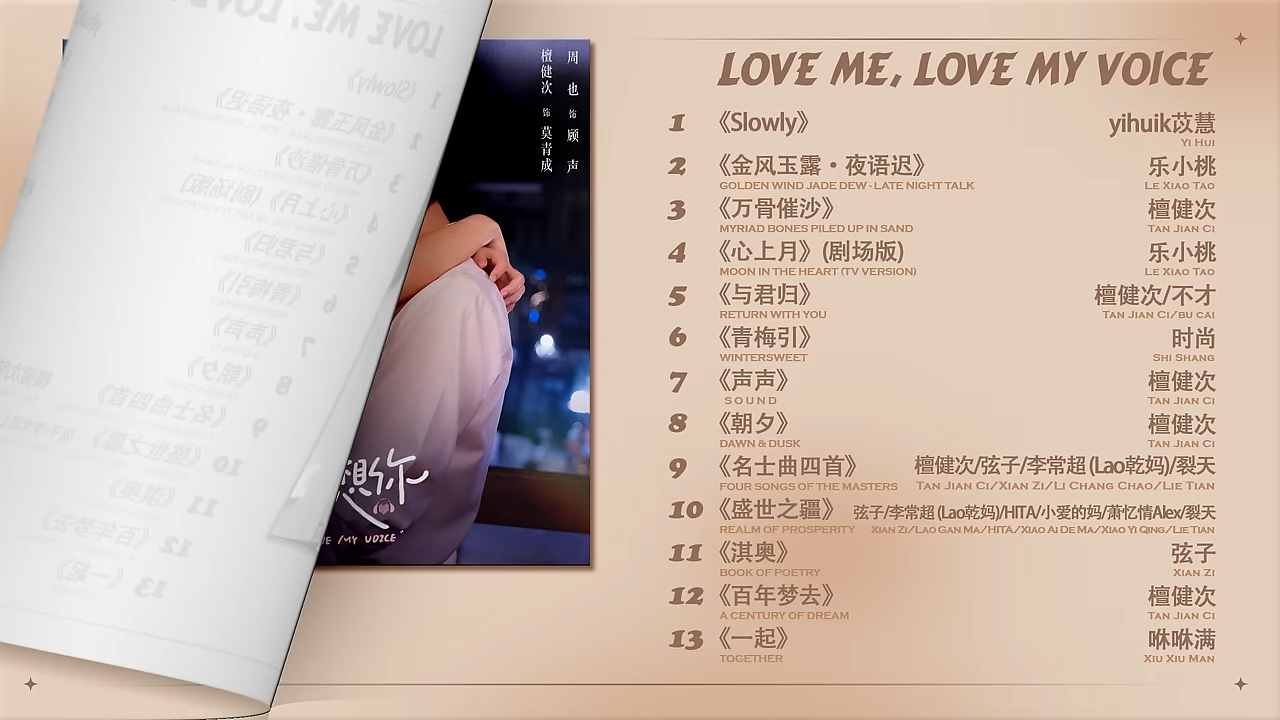 檀健次 饰 莫青成
周也 饰 顾声
想你
E /MY VOICE
LOVE ME, LOVE MY VOICE
1 《Slowly》 yihuik苡慧
YI HUI
2 《金风玉露·夜语迟》 乐小桃
GOLDEN WIND JADE DEW - LATE NIGHT TALK LE XIAO TAO
3 《万骨催沙》 檀健次
MYRIAD BONES PILED UP IN SAND TAN JIAN CI
4 《心上月》(剧场版) 乐小桃
MOON IN THE HEART (TV VERSION) LE XIAO TAO
5 《与君归》 檀健次/不才
RETURN WITH YOU TAN JIAN CI/BU CAI
6 《青梅引》 时尚
WINTERSWEET SHI SHANG
7 《声声》 檀健次
SOUND TAN JIAN CI
8 《朝夕》 檀健次
DAWN & DUSK TAN JIAN CI
9 《名士曲四首》 檀健次/弦子/李常超(Lao乾妈)/裂天
FOUR SONGS OF THE MASTERS TAN JIAN CI/XIAN ZI/LI CHANG CHAO/LIE TIAN
10 《盛世之疆》 弦子/李常超(Lao乾妈)/HITA/小爱的妈/萧忆情Alex/裂天
REALM OF PROSPERITY XIAN ZI/LAO GAN MA/HITA/XIAO AI DE MA/XIAO YI QING/LIE TIAN
11 《淇奥》 弦子
BOOK OF POETRY XIAN ZI
12 《百年梦去》 檀健次
A CENTURY OF DREAM TAN JIAN CI
13 《一起》 咻咻满
TOGETHER XIU XIU MAN